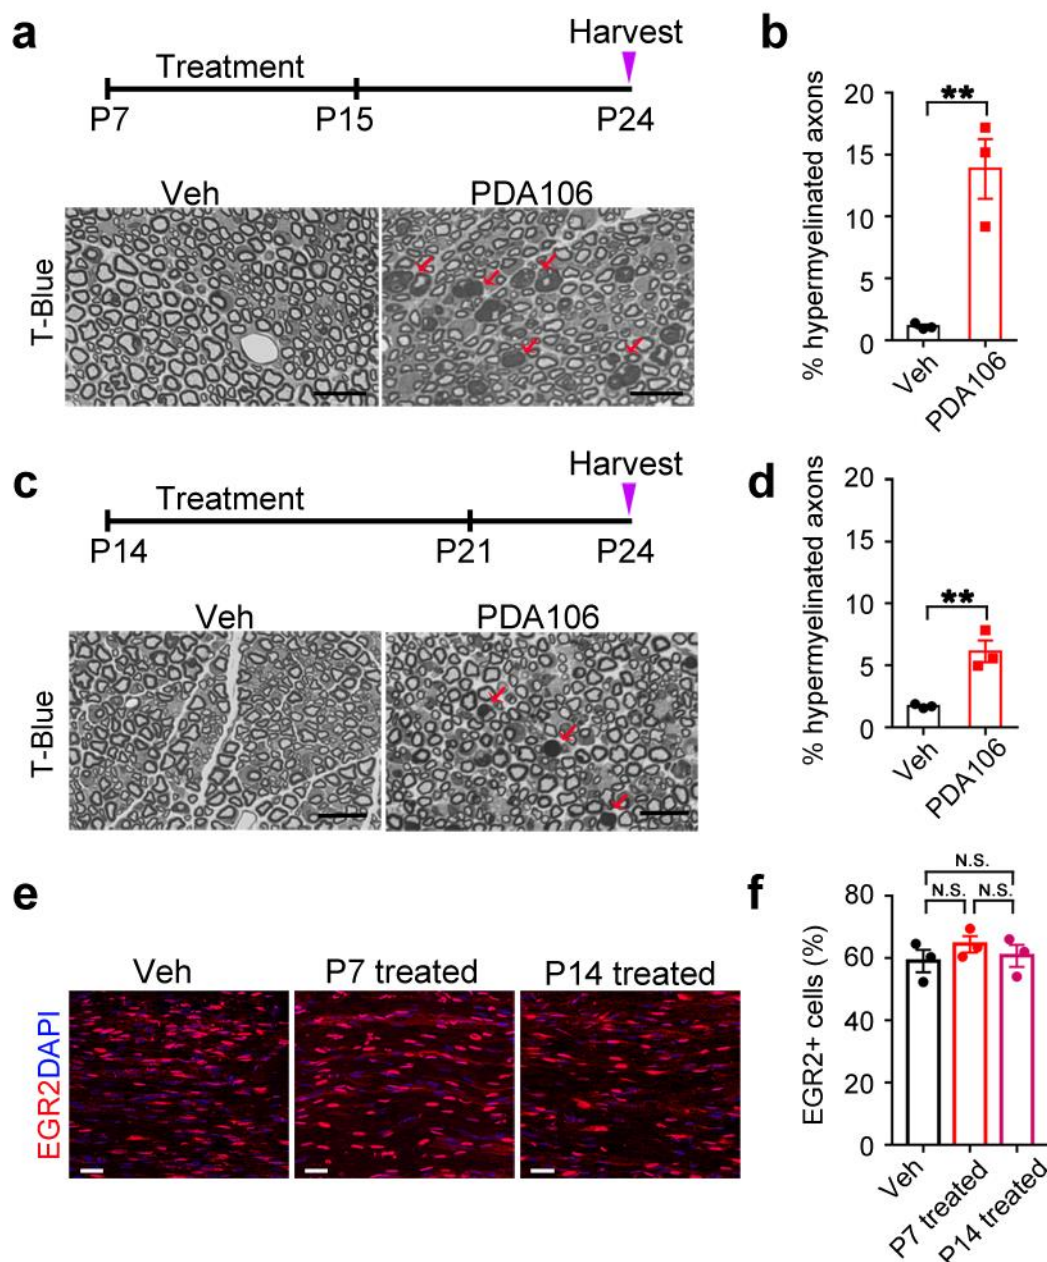 a
Harvest
Treatment
P7 P15 P24
Veh PDA106
T-Blue
b
% hypermyelinated axons
20
**
15
10
5
0
Veh PDA106
c
Harvest
Treatment
P14 P21 P24
Veh PDA106
T-Blue
d
% hypermyelinated axons
20
15
10
**
5
0
Veh PDA106
e
Veh P7 treated P14 treated
EGR2DAPI
f
N.S.
N.S. N.S.
EGR2+ cells (%)
80
60
40
20
0
Veh P7 treated P14 treated